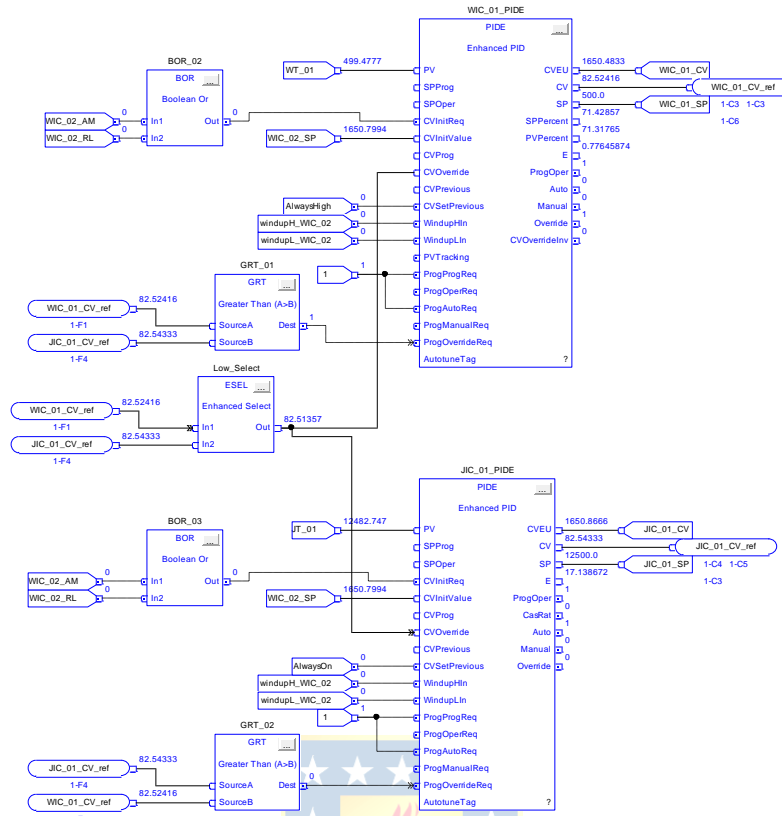 WIC_01_PIDE
PIDE
...
Enhanced PID
WT_01
499.4777
PV
CVEU
1650.4833
WIC_01_CV
SPProg
CV
82.52416
WIC_01_CV_ref
1-C3 1-C3
1-C6
SPOper
SP
500.0
WIC_01_SP
BOR_02
BOR
...
Boolean Or
WIC_02_AM
0
In1
Out
0
WIC_02_RL
0
In2
CVInitReq
SPPercent
71.42857
WIC_02_SP
1650.7994
CVInitValue
PVPercent
71.31765
CVProg
E
0.77645874
CVOverride
ProgOper
1
CVPrevious
Auto
0
AlwaysHigh
0
CVSetPrevious
Manual
0
windupH_WIC_02
0
WindupHIn
Override
1
windupL_WIC_02
0
WindupLIn
CVOverrideInv
0
PVTracking
1
1
ProgProgReq
ProgOperReq
ProgAutoReq
ProgManualReq
ProgOverrideReq
AutotuneTag
?
GRT_01
GRT
...
Greater Than (A>B)
WIC_01_CV_ref
82.52416
1-F1
SourceA
Dest
1
JIC_01_CV_ref
82.54333
1-F4
SourceB
Low_Select
ESEL
...
Enhanced Select
WIC_01_CV_ref
82.52416
1-F1
In1
Out
82.51357
JIC_01_CV_ref
82.54333
1-F4
In2
JIC_01_PIDE
PIDE
...
Enhanced PID
JT_01
12482.747
PV
CVEU
1650.8666
JIC_01_CV
SPProg
CV
82.54333
JIC_01_CV_ref
1-C4 1-C5
1-C3
SPOper
SP
12500.0
JIC_01_SP
BOR_03
BOR
...
Boolean Or
WIC_02_AM
0
In1
Out
0
WIC_02_RL
0
In2
CVInitReq
E
17.138672
WIC_02_SP
1650.7994
CVInitValue
ProgOper
1
CVProg
CasRat
0
CVOverride
Auto
1
CVPrevious
Manual
0
AlwaysOn
0
CVSetPrevious
Override
0
windupH_WIC_02
0
WindupHIn
windupL_WIC_02
0
WindupLIn
1
1
ProgProgReq
ProgOperReq
ProgAutoReq
ProgManualReq
ProgOverrideReq
AutotuneTag
?
GRT_02
GRT
...
Greater Than (A>B)
JIC_01_CV_ref
82.54333
1-F4
SourceA
Dest
0
WIC_01_CV_ref
82.52416
SourceB